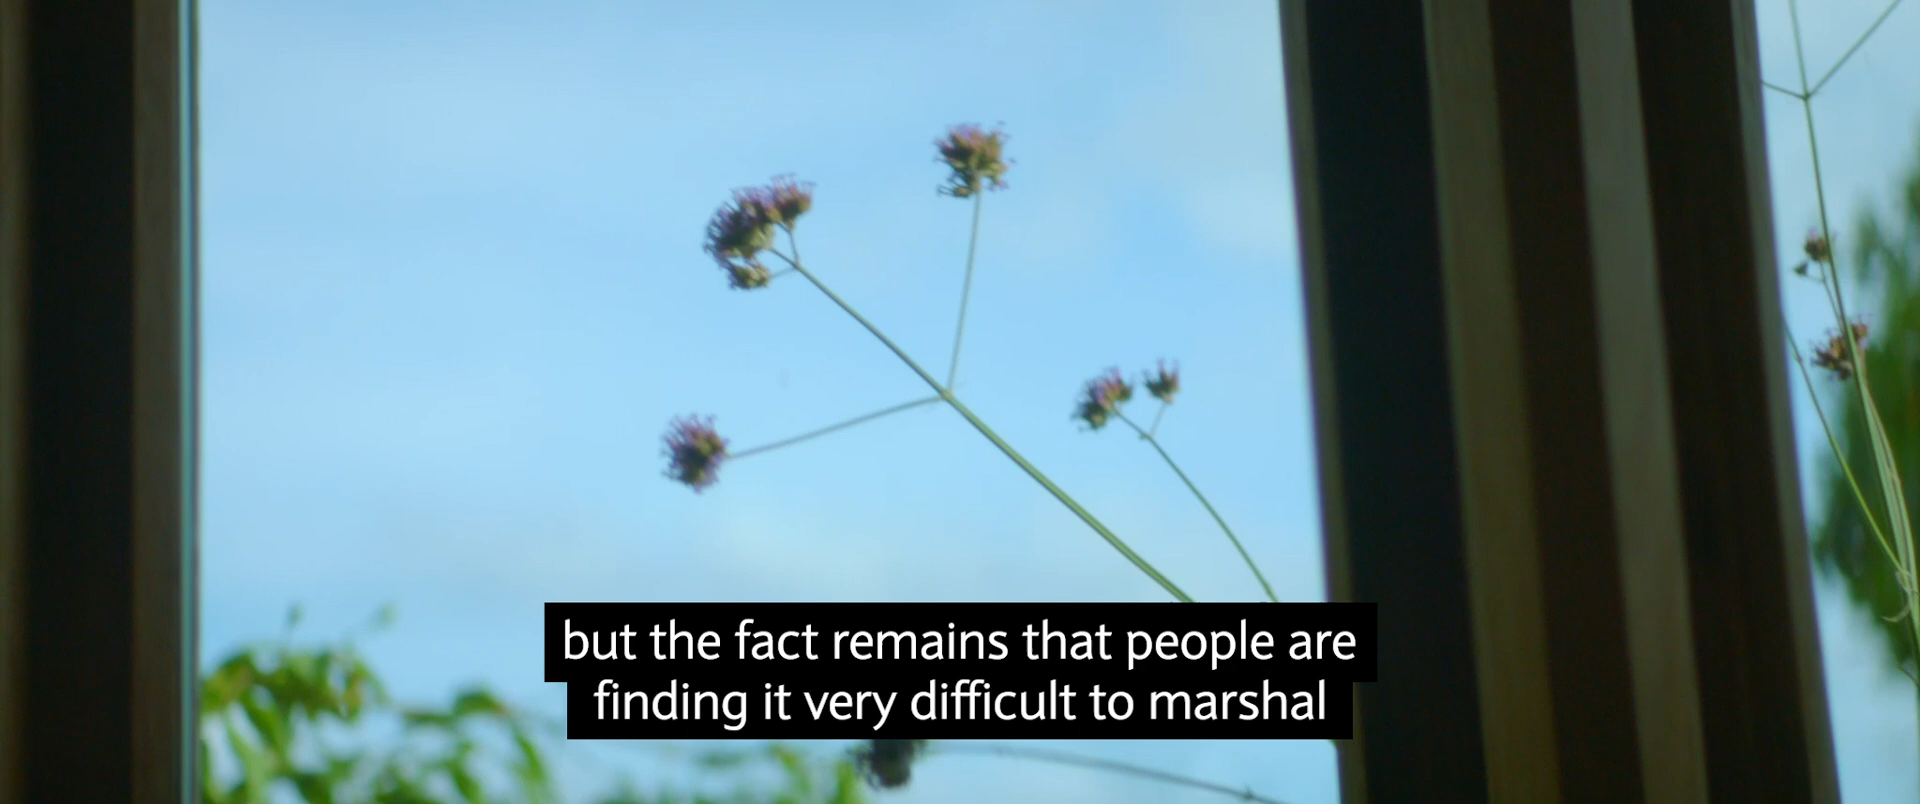 but the fact remains that people are
finding it very difficult to marshal